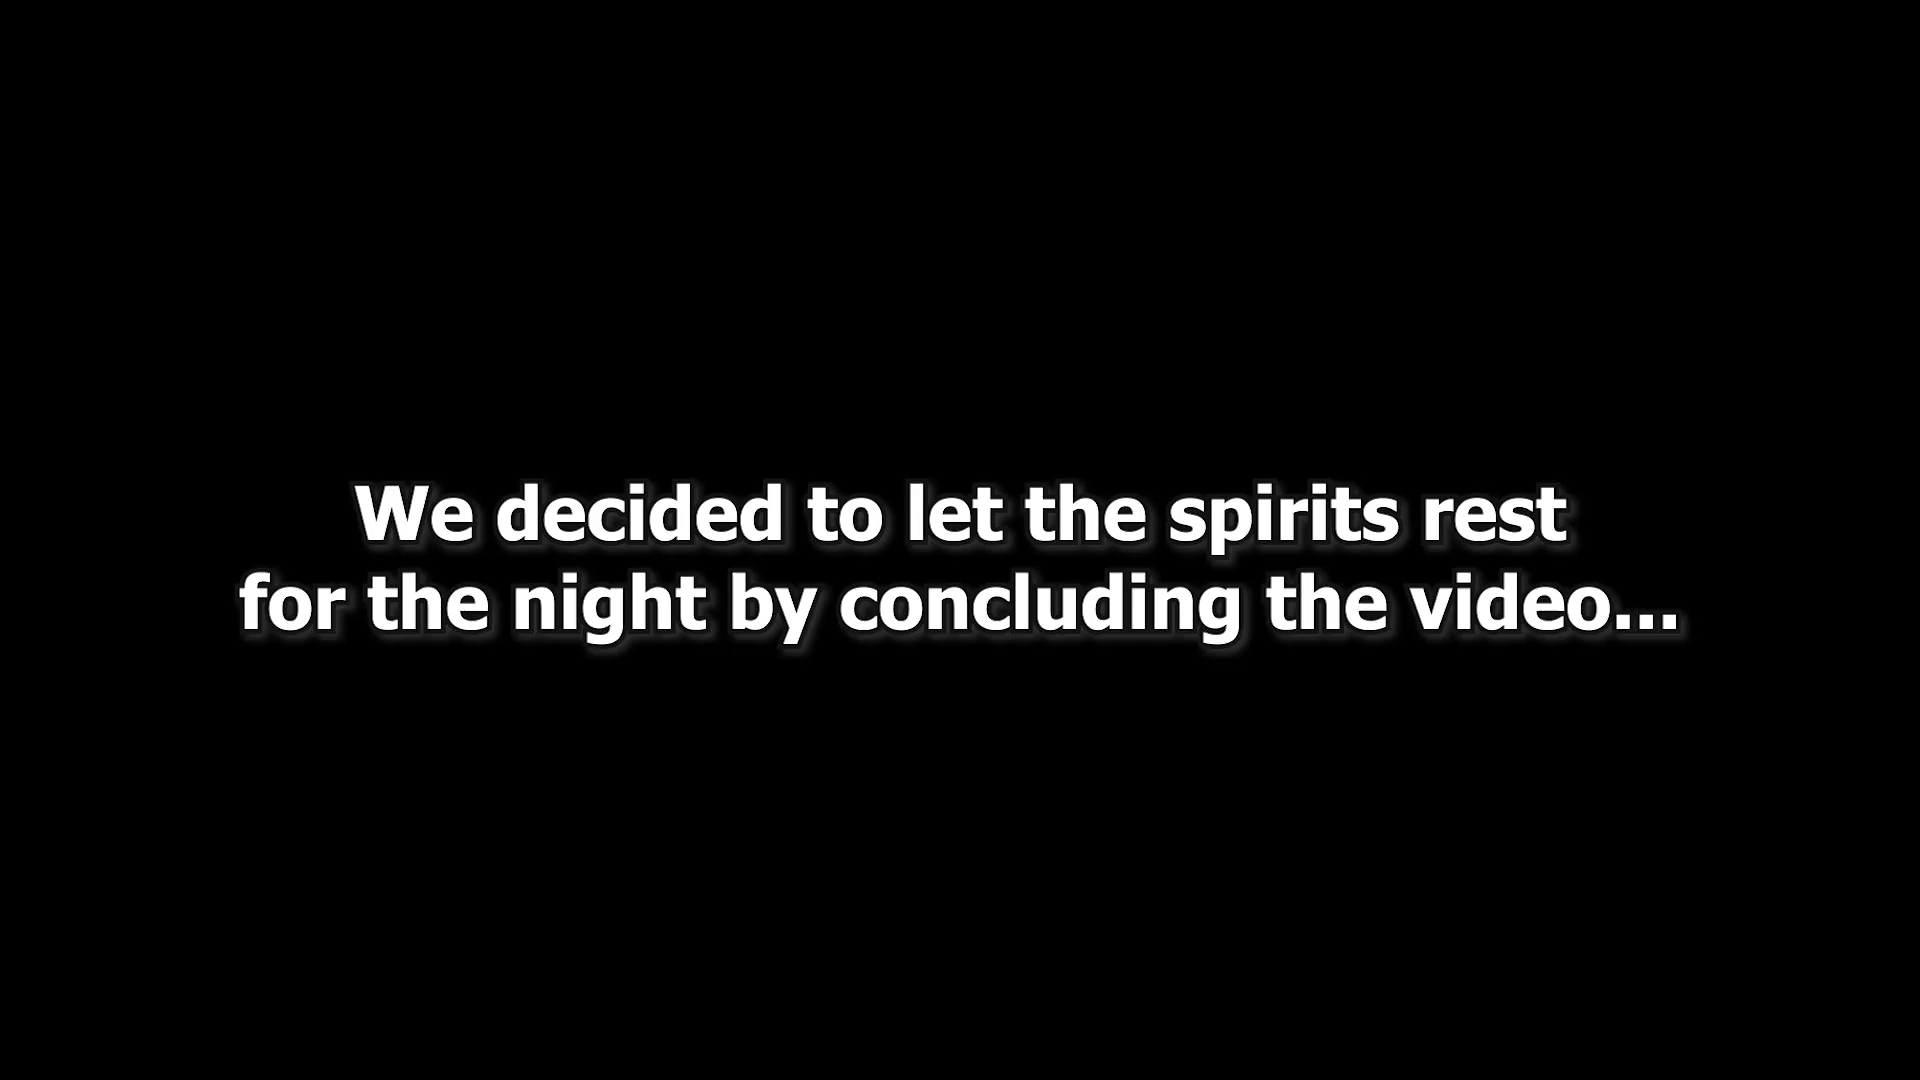 We decided to let the spirits rest
for the night by concluding the video...